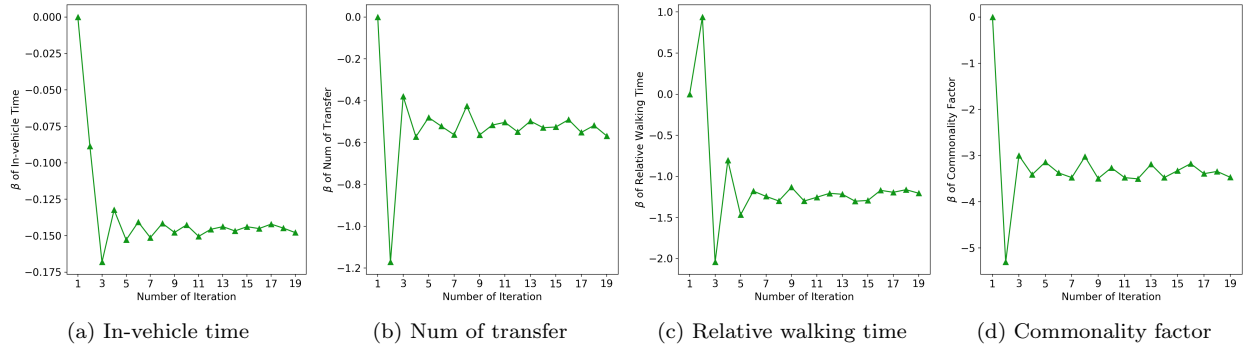 0.000
−0.025
−0.050
−0.075
−0.100
−0.125
−0.150
−0.175
β of In-vehicle Time
1 3 5 7 9 11 13 15 17 19
Number of Iteration
(a) In-vehicle time
0.0
−0.2
−0.4
−0.6
−0.8
−1.0
−1.2
β of Num of Transfer
1 3 5 7 9 11 13 15 17 19
Number of Iteration
(b) Num of transfer
1.0
0.5
0.0
−0.5
−1.0
−1.5
−2.0
β of Relative Walking Time
1 3 5 7 9 11 13 15 17 19
Number of Iteration
(c) Relative walking time
0
−1
−2
−3
−4
−5
β of Commonality Factor
1 3 5 7 9 11 13 15 17 19
Number of Iteration
(d) Commonality factor